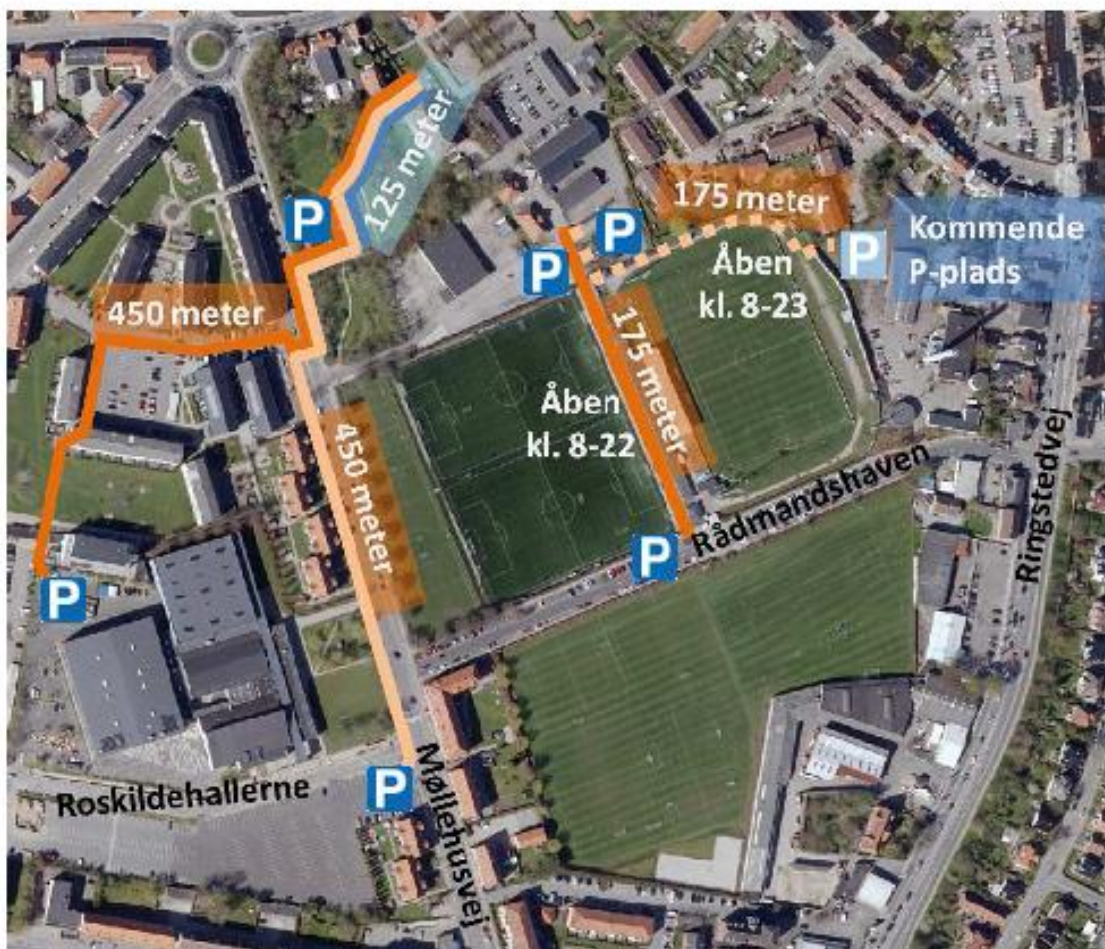 125 meter
P
175 meter
P
P
P
Kommende
P-plads
Åben
kl. 8-23
450 meter
175 meter
Åben
kl. 8-22
450 meter
Rådmandshaven
Ringstedvej
P
P
Roskildehallerne
P
Møllehusvej